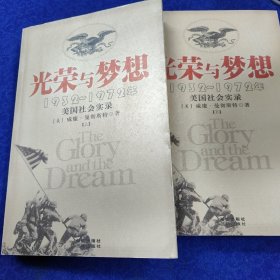 光荣与梦想
1932-1972年
美国社会实录
〔美〕威廉·曼彻斯特 著
The
Glory
and the
Dream
光荣与梦想
1932-1972年
美国社会实录
〔美〕威廉·曼彻斯特 著
The
Glory
and the
Dream